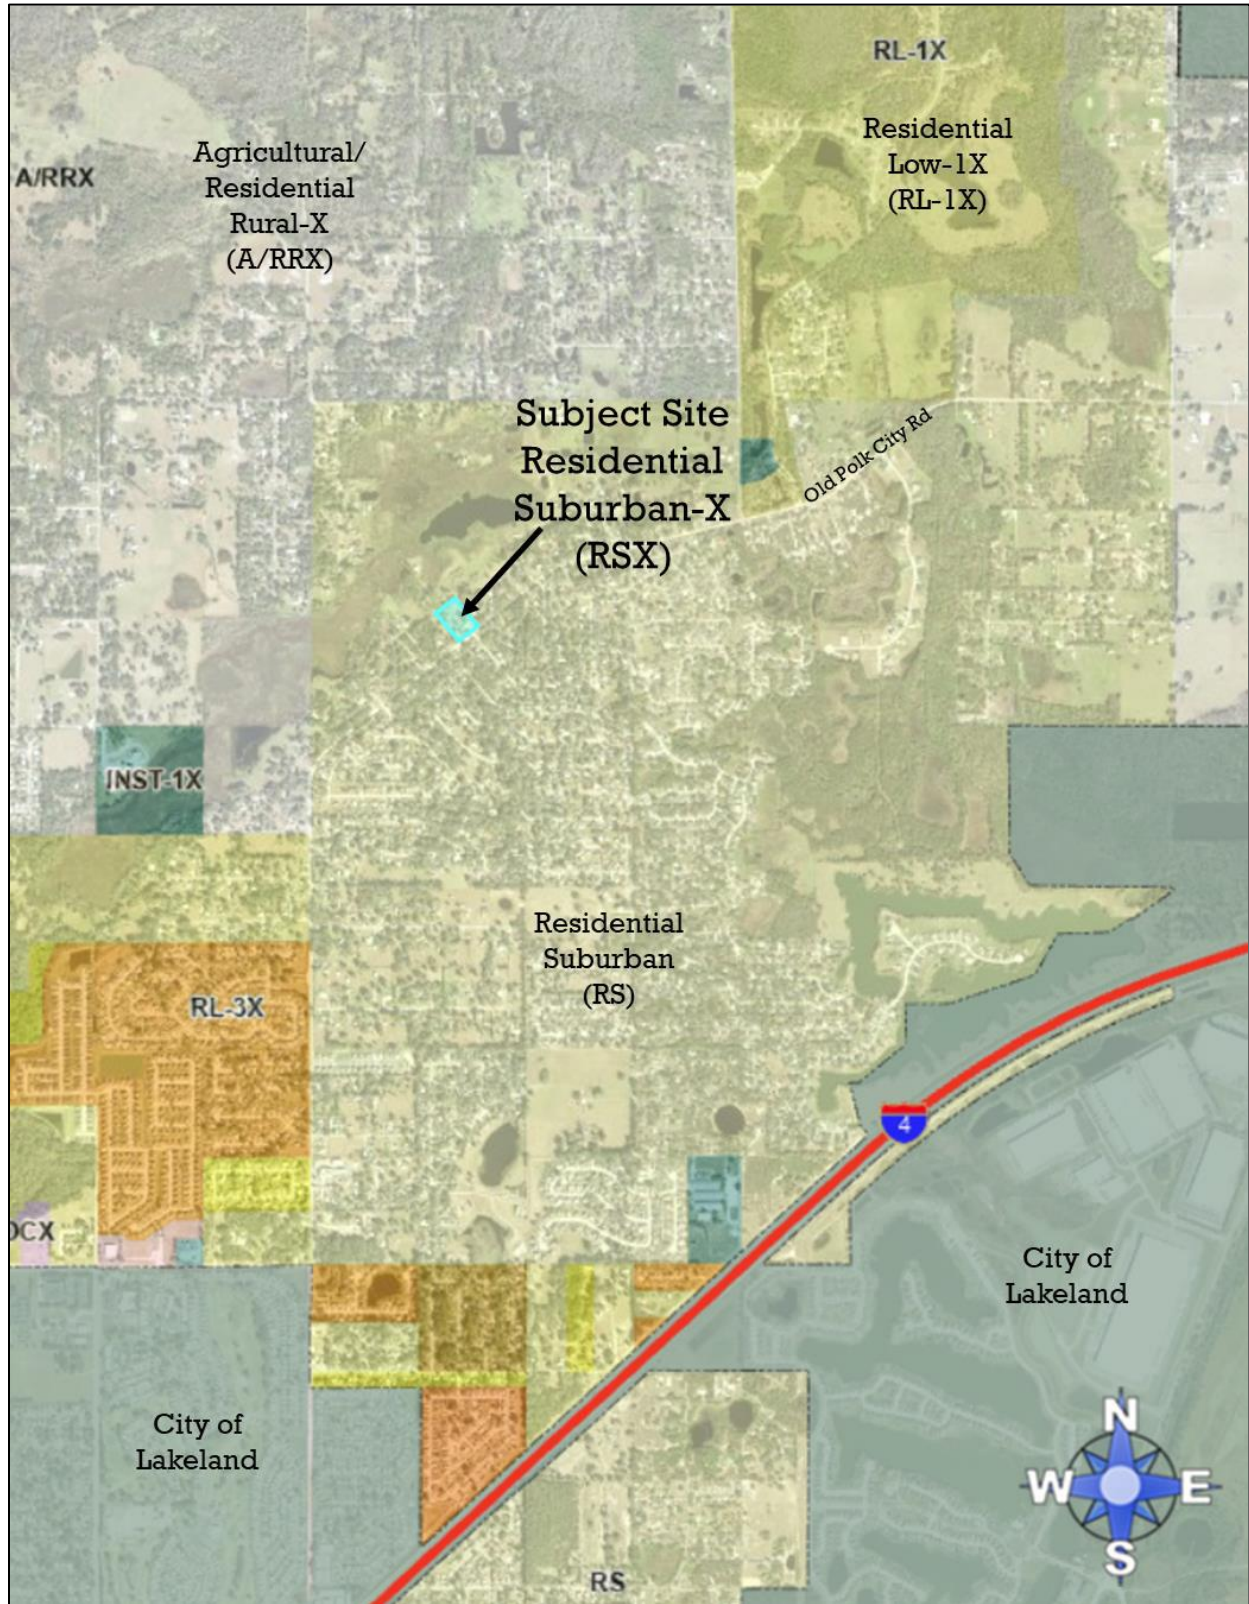 RL-1X
Residential
Low-1X
(RL-1X)
Agricultural/
Residential
Rural-X
(A/RRX)
A/RRX
Subject Site
Residential
Suburban-X
(RSX)
Old Polk City Rd
INST-1X
Residential
Suburban
(RS)
RL-3X
4
OCX
City of
Lakeland
City of
Lakeland
N
W
E
S
RS